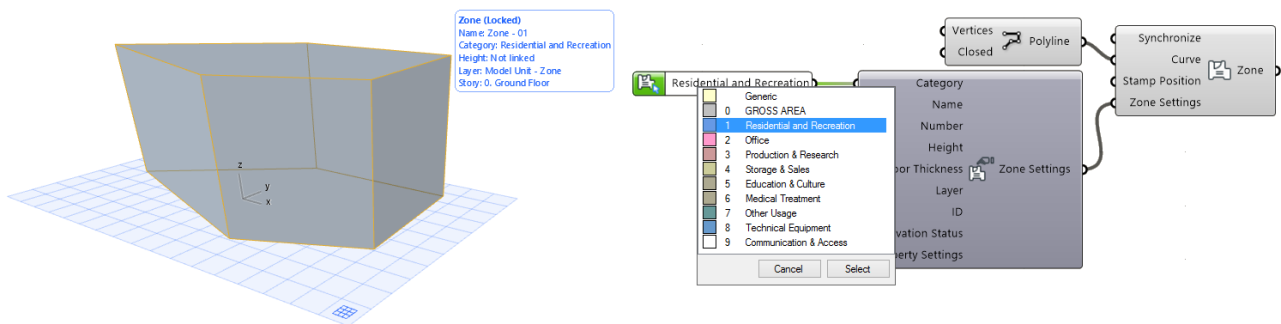 Zone (Locked)
Name: Zone - 01
Category: Residential and Recreation
Height: Not linked
Layer: Model Unit - Zone
Story: 0. Ground Floor
z
y
x
Vertices
Closed
Polyline
Synchronize
Curve
Stamp Position
Zone Settings
Zone
Residential and Recreation
Category
Name
Number
Height
oor Thickness
Layer
ID
ovation Status
perty Settings
Zone Settings
Generic
0 GROSS AREA
1 Residential and Recreation
2 Office
3 Production & Research
4 Storage & Sales
5 Education & Culture
6 Medical Treatment
7 Other Usage
8 Technical Equipment
9 Communication & Access
Cancel Select